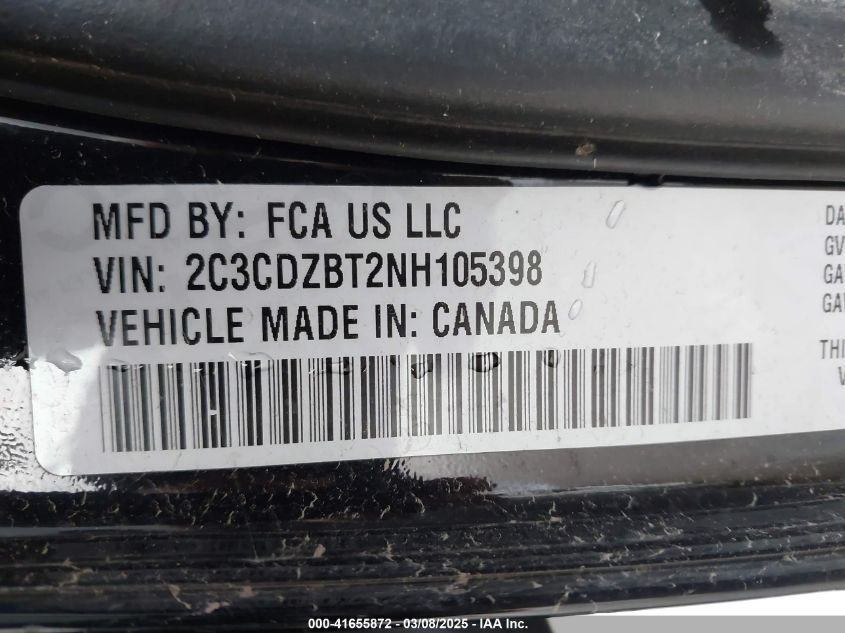 MFD BY: FCA US LLC
VIN: 2C3CDZBT2NH105398
VEHICLE MADE IN: CANADA
000-41655872 - 03/08/2025 - IAA Inc.